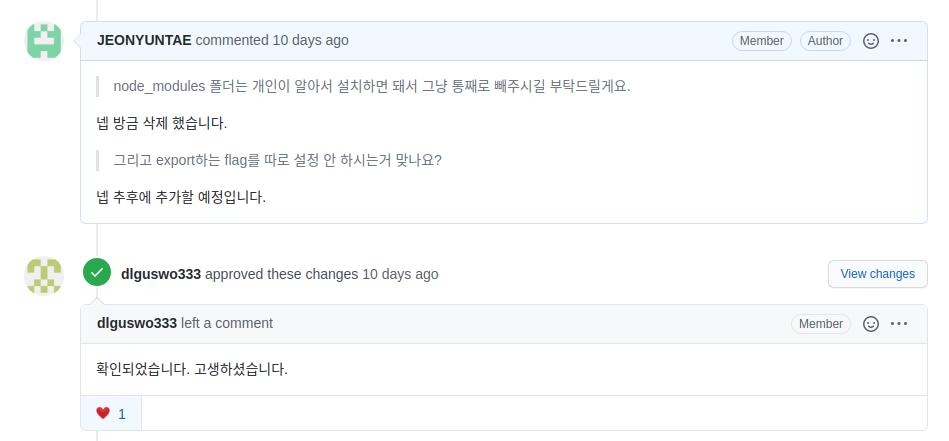 JEONYUNTAE commented 10 days ago Member Author
node_modules 폴더는 개인이 알아서 설치하면 돼서 그냥 통째로 빼주시길 부탁드릴게요.
넵 방금 삭제 했습니다.
그리고 export하는 flag를 따로 설정 안 하시는거 맞나요?
넵 추후에 추가할 예정입니다.
dlguswo333 approved these changes 10 days ago View changes
dlguswo333 left a comment Member
확인되었습니다. 고생하셨습니다.
1